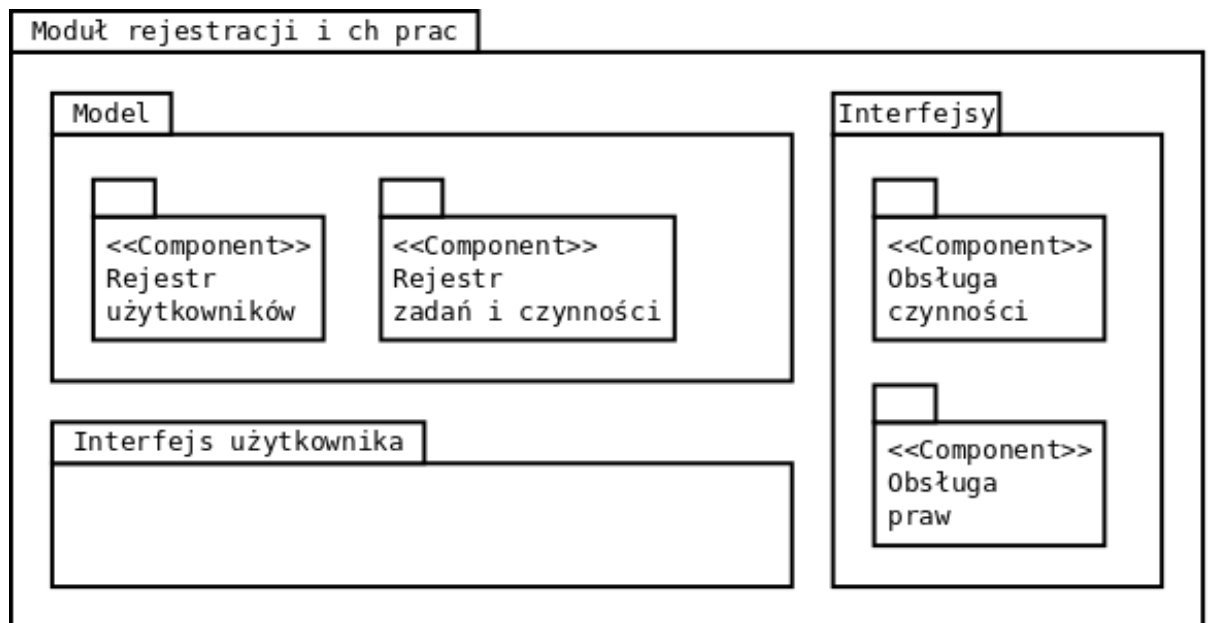 Moduł rejestracji i ch prac
Model
<<Component>>
Rejestr
użytkowników
<<Component>>
Rejestr
zadań i czynności
Interfejs użytkownika
Interfejsy
<<Component>>
Obsługa
czynności
<<Component>>
Obsługa
praw